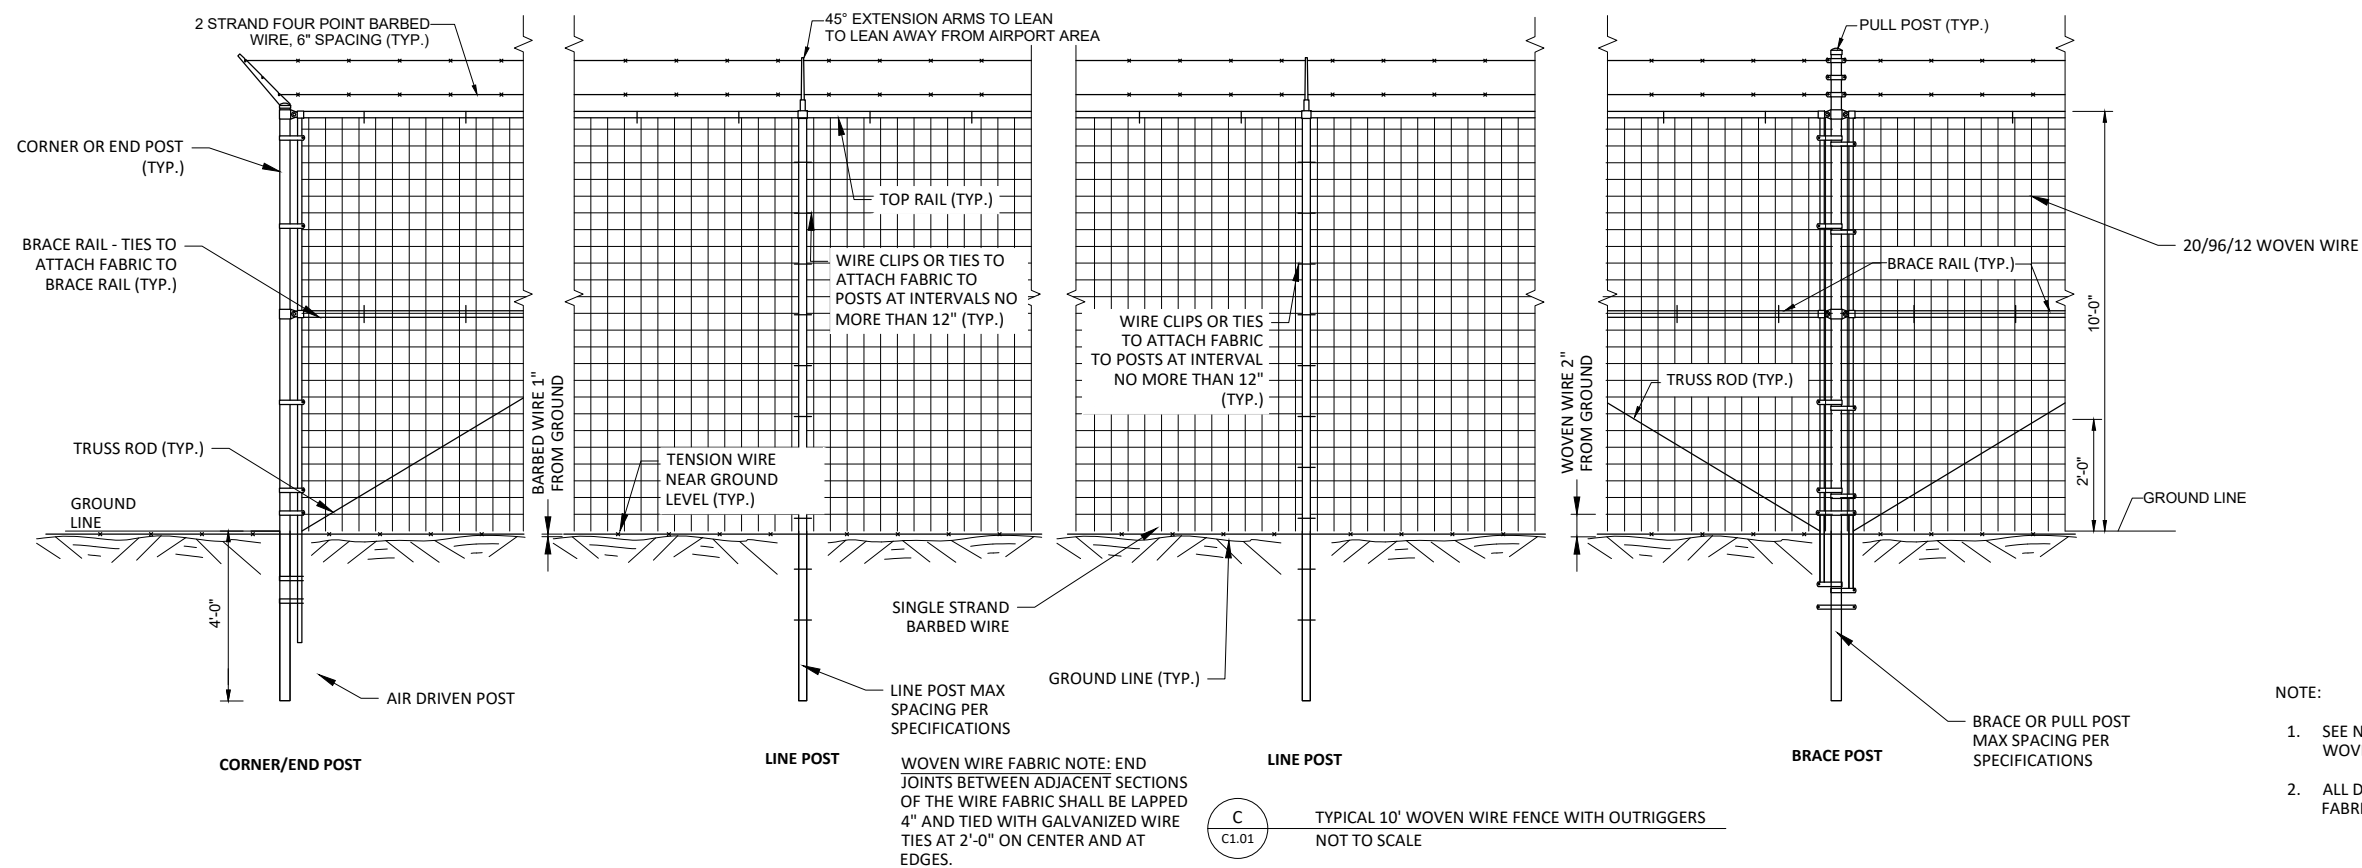 2 STRAND FOUR POINT BARBED
WIRE, 6" SPACING (TYP.)
45° EXTENSION ARMS TO LEAN
TO LEAN AWAY FROM AIRPORT AREA
PULL POST (TYP.)
CORNER OR END POST
(TYP.)
TOP RAIL (TYP.)
BRACE RAIL - TIES TO
ATTACH FABRIC TO
BRACE RAIL (TYP.)
WIRE CLIPS OR TIES TO
ATTACH FABRIC TO
POSTS AT INTERVALS NO
MORE THAN 12" (TYP.)
WIRE CLIPS OR TIES
TO ATTACH FABRIC
TO POSTS AT INTERVAL
NO MORE THAN 12"
(TYP.)
BRACE RAIL (TYP.)
20/96/12 WOVEN WIRE
10'-0"
TRUSS ROD (TYP.)
2'-0"
TRUSS ROD (TYP.)
BARBED WIRE 1"
FROM GROUND
TENSION WIRE
NEAR GROUND
LEVEL (TYP.)
WOVEN WIRE 2"
FROM GROUND
GROUND
LINE
GROUND LINE
4'-0"
SINGLE STRAND
BARBED WIRE
GROUND LINE (TYP.)
AIR DRIVEN POST
LINE POST MAX
SPACING PER
SPECIFICATIONS
BRACE OR PULL POST
MAX SPACING PER
SPECIFICATIONS
CORNER/END POST
LINE POST
LINE POST
BRACE POST
WOVEN WIRE FABRIC NOTE: END
JOINTS BETWEEN ADJACENT SECTIONS
OF THE WIRE FABRIC SHALL BE LAPPED
4" AND TIED WITH GALVANIZED WIRE
TIES AT 2'-0" ON CENTER AND AT
EDGES.
C
C1.01
TYPICAL 10' WOVEN WIRE FENCE WITH OUTRIGGERS
NOT TO SCALE
NOTE:
1. SEE
2. ALL